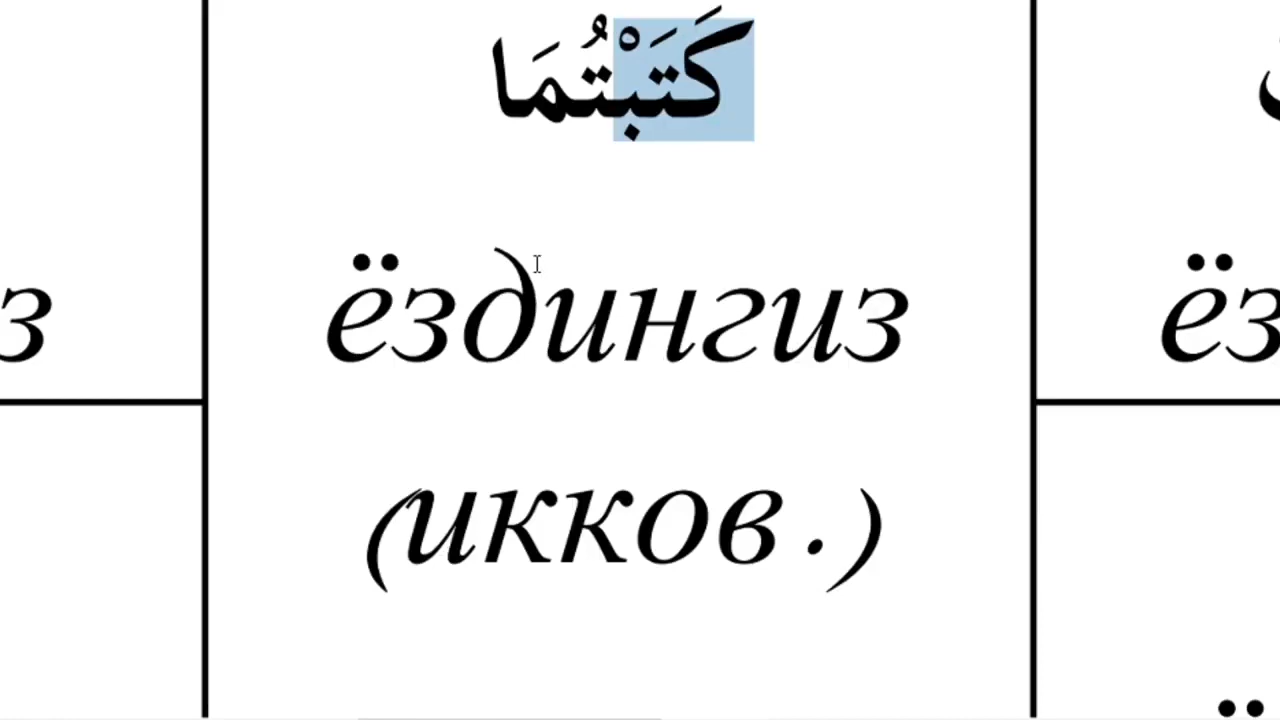 كَتَبْتُمَا
ёздингиз
(икков.)